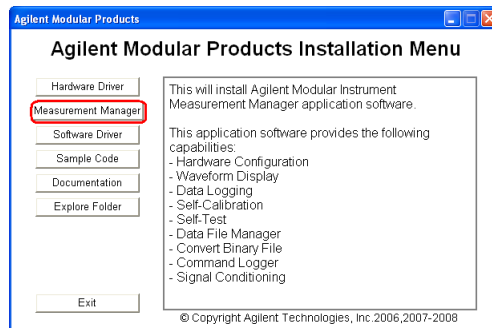 Agilent Modular Products
Agilent Modular Products Installation Menu
Hardware Driver
Measurement Manager
Software Driver
Sample Code
Documentation
Explore Folder
Exit
This will install Agilent Modular Instrument
Measurement Manager application software.
This application software provides the following
capabilities:
- Hardware Configuration
- Waveform Display
- Data Logging
- Self-Calibration
- Self-Test
- Data File Manager
- Convert Binary File
- Command Logger
- Signal Conditioning
© Copyright Agilent Technologies, Inc.2006,2007-2008